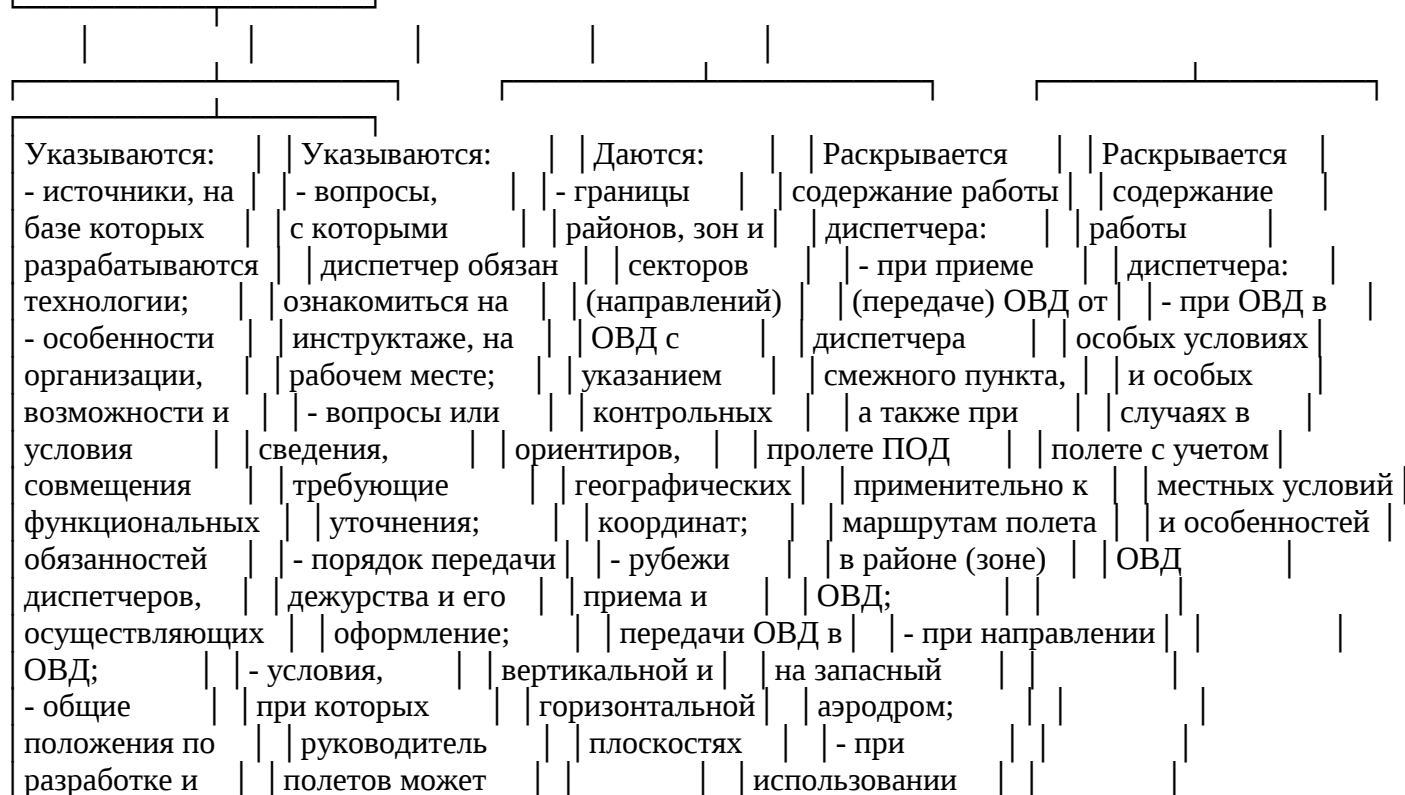 Указываются: Указываются: Даются: Раскрывается Раскрывается
- источники, на - вопросы, - границы содержание работы содержание
базе которых с которыми районов, зон и диспетчера: работы
разрабатываются диспетчер обязан секторов - при приеме диспетчера:
технологии; ознакомиться на (направлений) (передаче) ОВД от - при ОВД в
- особенности инструктаже, на ОВД с диспетчера особых условиях
организации, рабочем месте; указанием смежного пункта, и особых
возможности и - вопросы или контрольных а также при случаях в
условия сведения, ориентиров, пролете ПОД полете с учетом
совмещения требующие географических применительно к местных условий
функциональных уточнения; координат; маршрутам полета и особенностей
обязанностей - порядок передачи - рубежи в районе (зоне) ОВД
диспетчеров, дежурства и его приема и ОВД;
осуществляющих оформление; передачи ОВД в - при направлении
ОВД; - условия, вертикальной и на запасный
- общие при которых горизонтальной аэродром;
положения по руководитель плоскостях - при
разработке и полетов может использовании